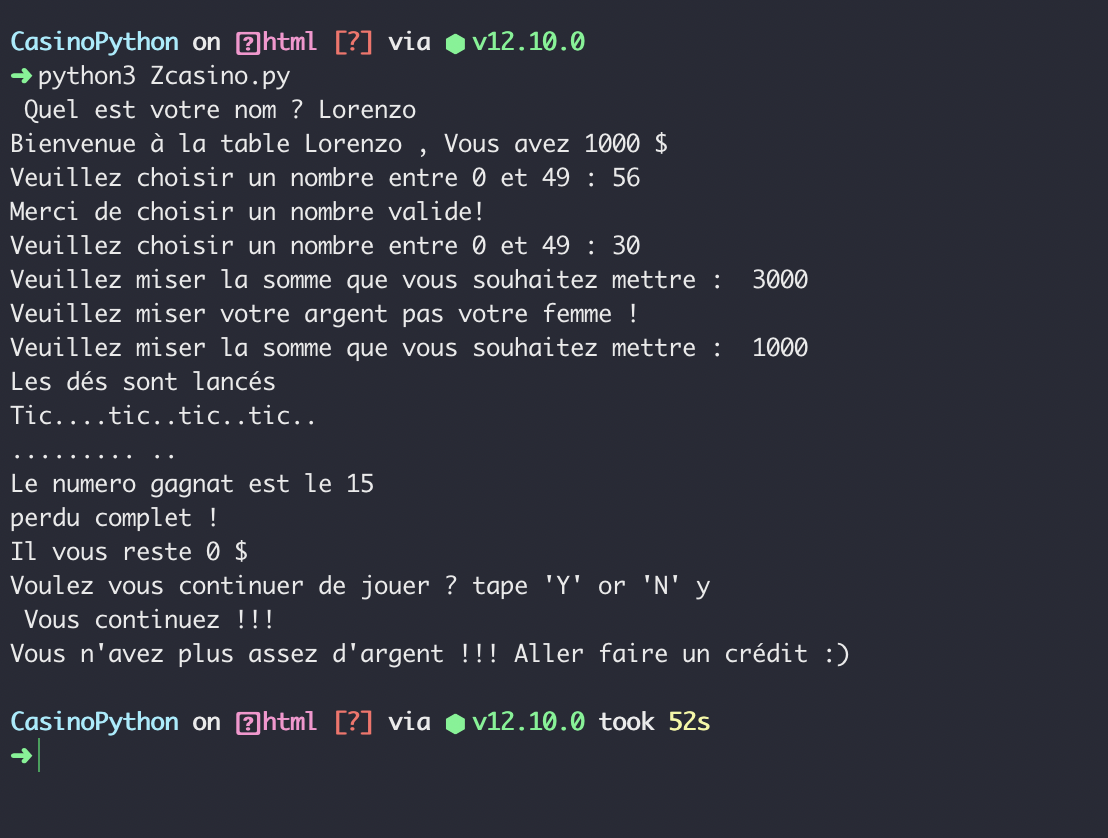 CasinoPython on [?]html [?] via ⬢ v12.10.0
➜ python3 Zcasino.py
Quel est votre nom ? Lorenzo
Bienvenue à la table Lorenzo , Vous avez 1000 $
Veuillez choisir un nombre entre 0 et 49 : 56
Merci de choisir un nombre valide!
Veuillez choisir un nombre entre 0 et 49 : 30
Veuillez miser la somme que vous souhaitez mettre :  3000
Veuillez miser votre argent pas votre femme !
Veuillez miser la somme que vous souhaitez mettre :  1000
Les dés sont lancés
Tic....tic..tic..tic..
......... ..
Le numero gagnat est le 15
perdu complet !
Il vous reste 0 $
Voulez vous continuer de jouer ? tape 'Y' or 'N' y
Vous continuez !!!
Vous n'avez plus assez d'argent !!! Aller faire un crédit :)
CasinoPython on [?]html [?] via ⬢ v12.10.0 took 52s
➜